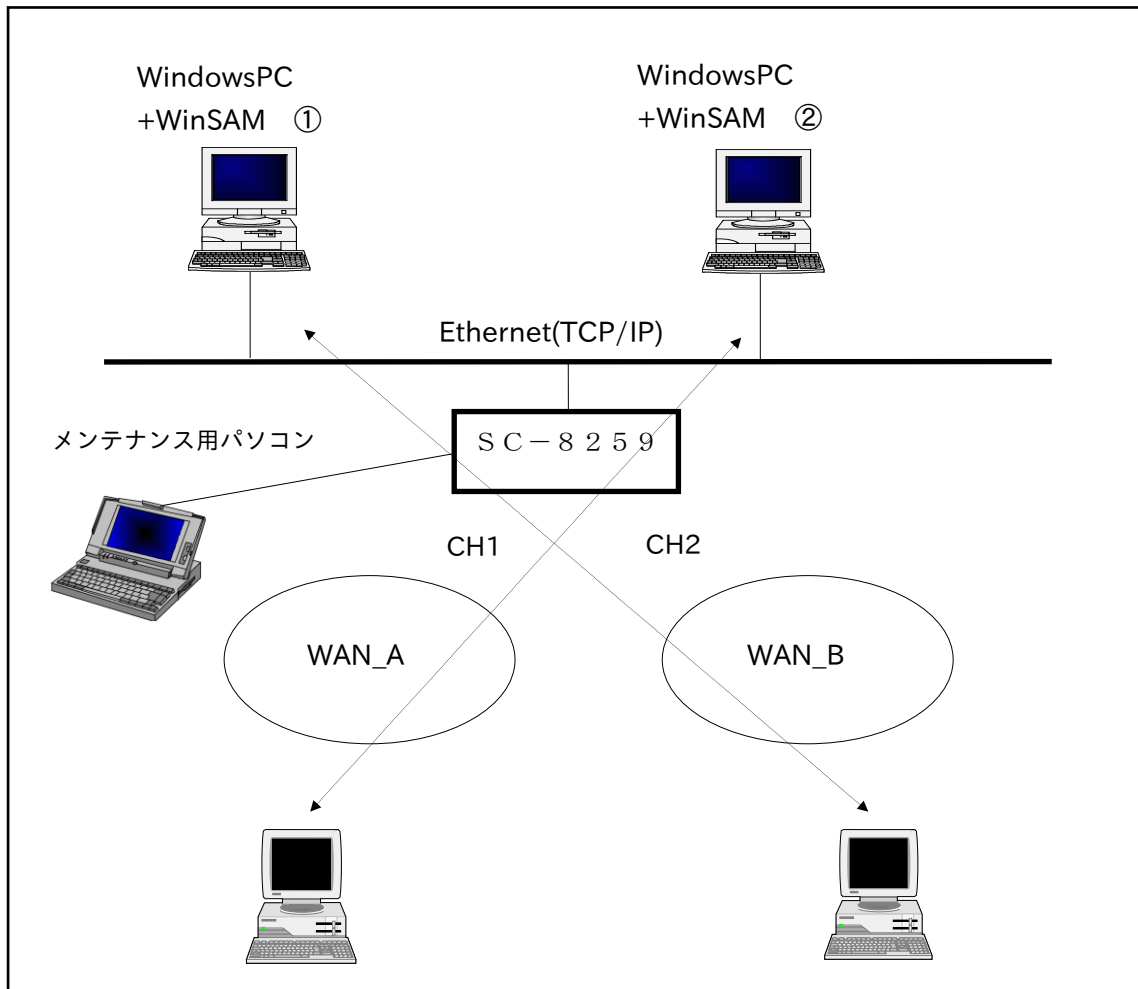 WindowsPC
+WinSAM ①
WindowsPC
+WinSAM ②
Ethernet(TCP/IP)
ＳＣ－８２５９
メンテナンス用パソコン
CH1
CH2
WAN_A
WAN_B